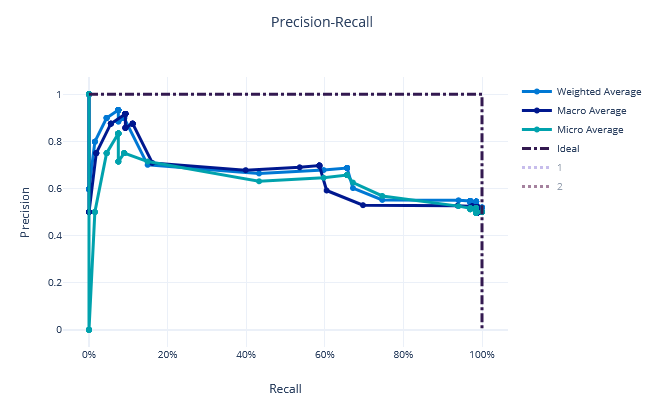 Precision-Recall
Precision
1
0.8
0.6
0.4
0.2
0
0%
20%
40%
60%
80%
100%
Recall
Weighted Average
Macro Average
Micro Average
Ideal
1
2